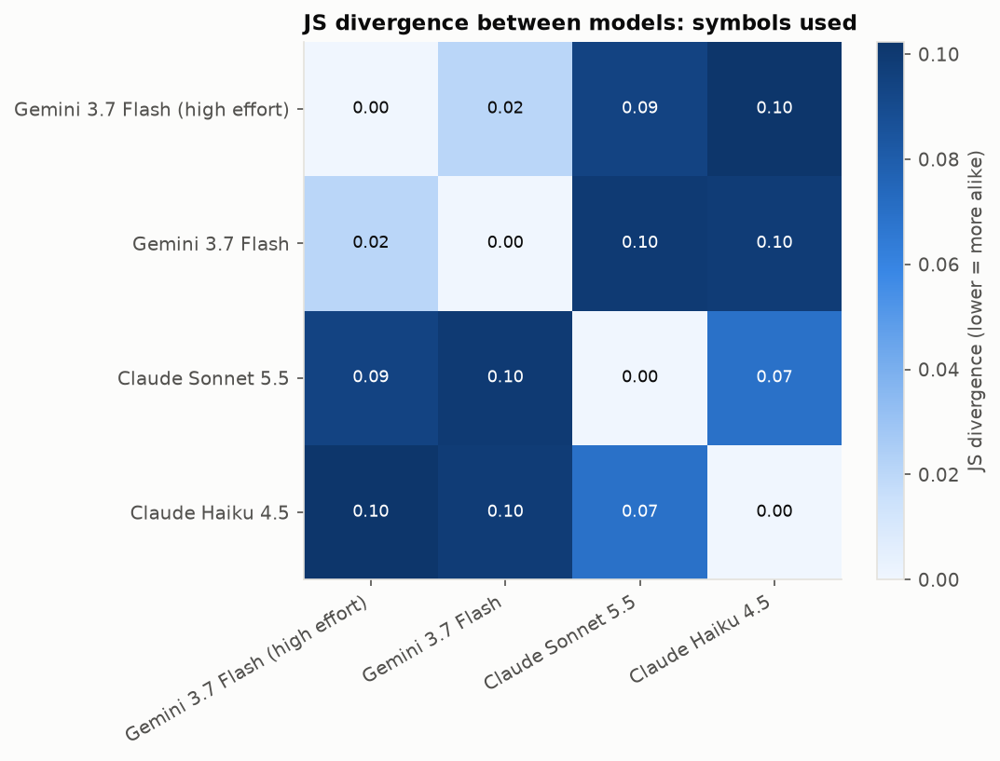 JS divergence between models: symbols used
Gemini 3.7 Flash (high effort) 0.00 0.02 0.09 0.10
Gemini 3.7 Flash 0.02 0.00 0.10 0.10
Claude Sonnet 5.5 0.09 0.10 0.00 0.07
Claude Haiku 4.5 0.10 0.10 0.07 0.00
Gemini 3.7 Flash (high effort)
Gemini 3.7 Flash
Claude Sonnet 5.5
Claude Haiku 4.5
0.10
0.08
0.06
0.04
0.02
0.00
JS divergence (lower = more alike)